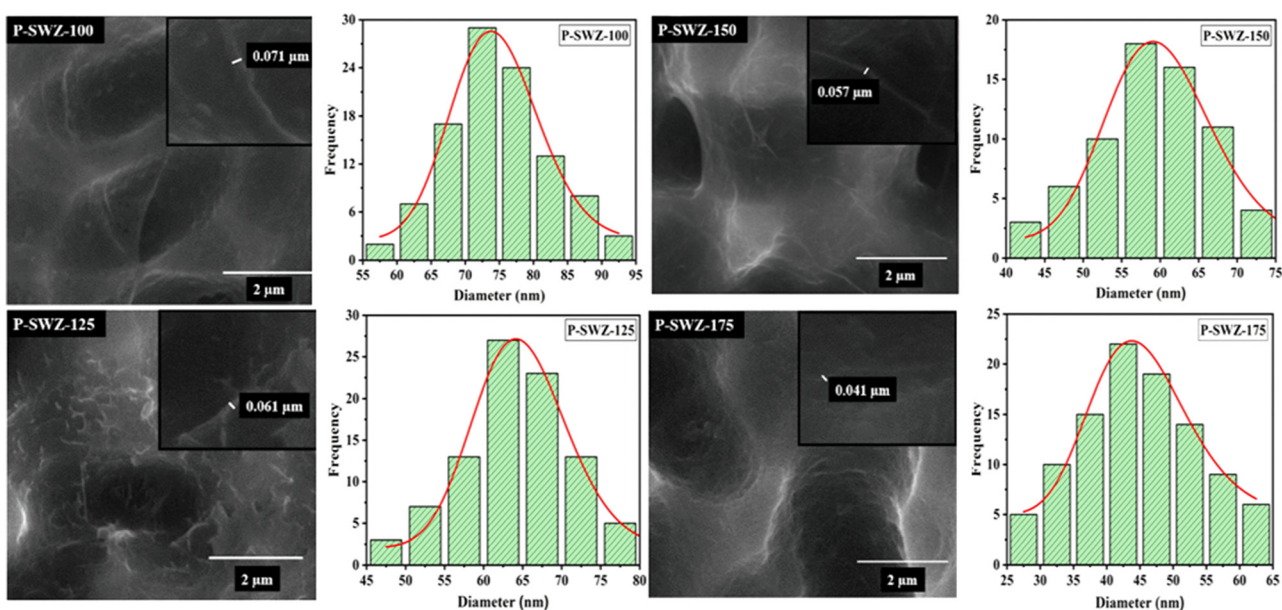 P-SWZ-100
0.071 µm
2 µm
30
24
18
12
6
0
Frequency
P-SWZ-100
55 60 65 70 75 80 85 90 95
Diameter (nm)
P-SWZ-150
0.057 µm
2 µm
20
15
10
5
0
Frequency
P-SWZ-150
40 45 50 55 60 65 70 75
Diameter (nm)
P-SWZ-125
0.061 µm
2 µm
30
25
20
15
10
5
0
Frequency
P-SWZ-125
45 50 55 60 65 70 75 80
Diameter (nm)
P-SWZ-175
0.041 µm
2 µm
25
20
15
10
5
0
Frequency
P-SWZ-175
25 30 35 40 45 50 55 60 65
Diameter (nm)